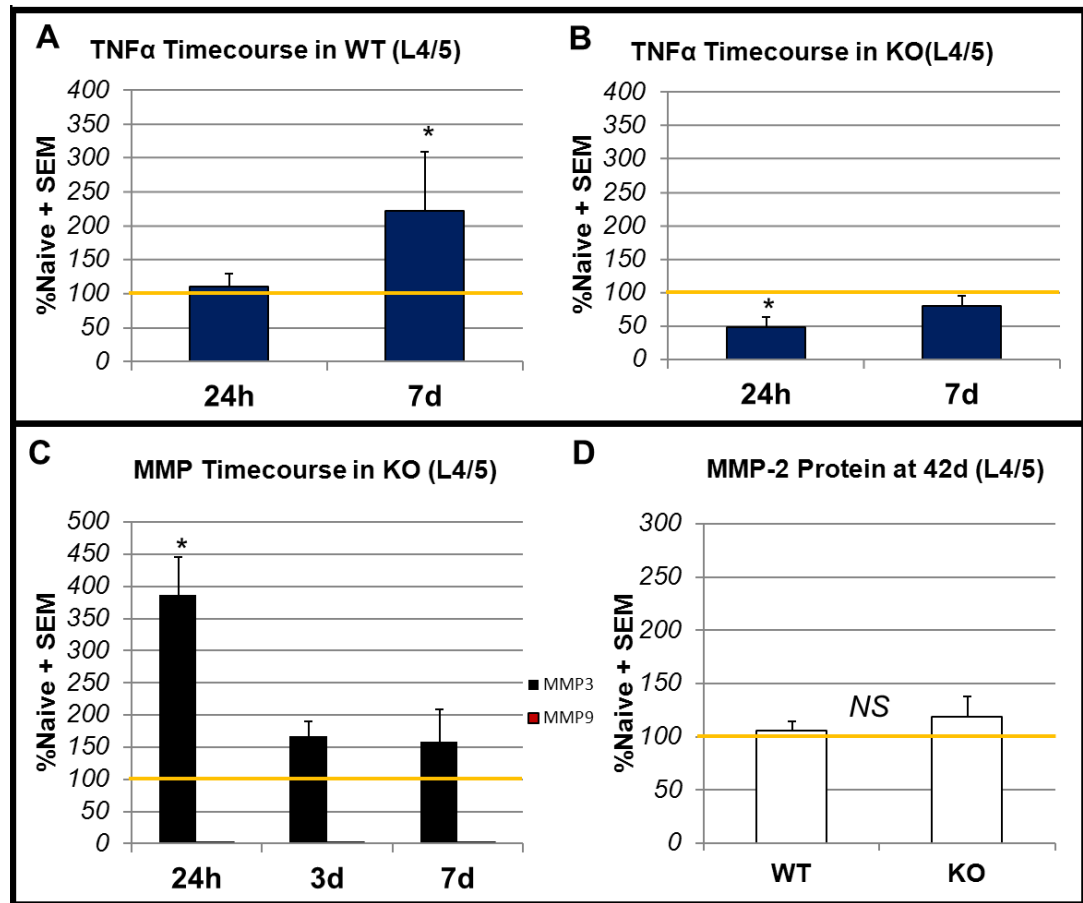 A
TNFα Timecourse in WT (L4/5)
%Naive + SEM
400
350
300
250
200
150
100
50
0
*
24h
7d
B
TNFα Timecourse in KO(L4/5)
%Naive + SEM
400
350
300
250
200
150
100
50
0
*
24h
7d
C
MMP Timecourse in KO (L4/5)
%Naive + SEM
500
450
400
350
300
250
200
150
100
50
0
*
24h
3d
7d
MMP3
MMP9
D
MMP-2 Protein at 42d (L4/5)
%Naive + SEM
300
250
200
150
100
50
0
NS
WT
KO